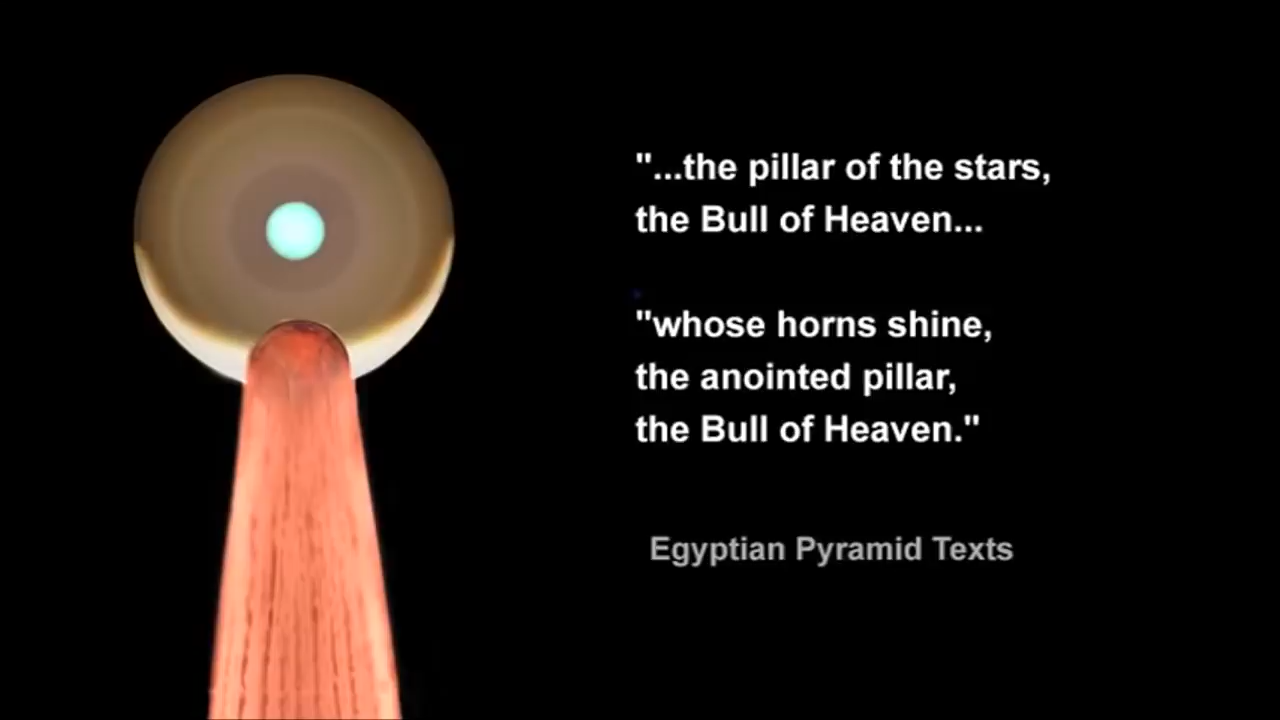 "...the pillar of the stars,
the Bull of Heaven...
"whose horns shine,
the anointed pillar,
the Bull of Heaven."
Egyptian Pyramid Texts